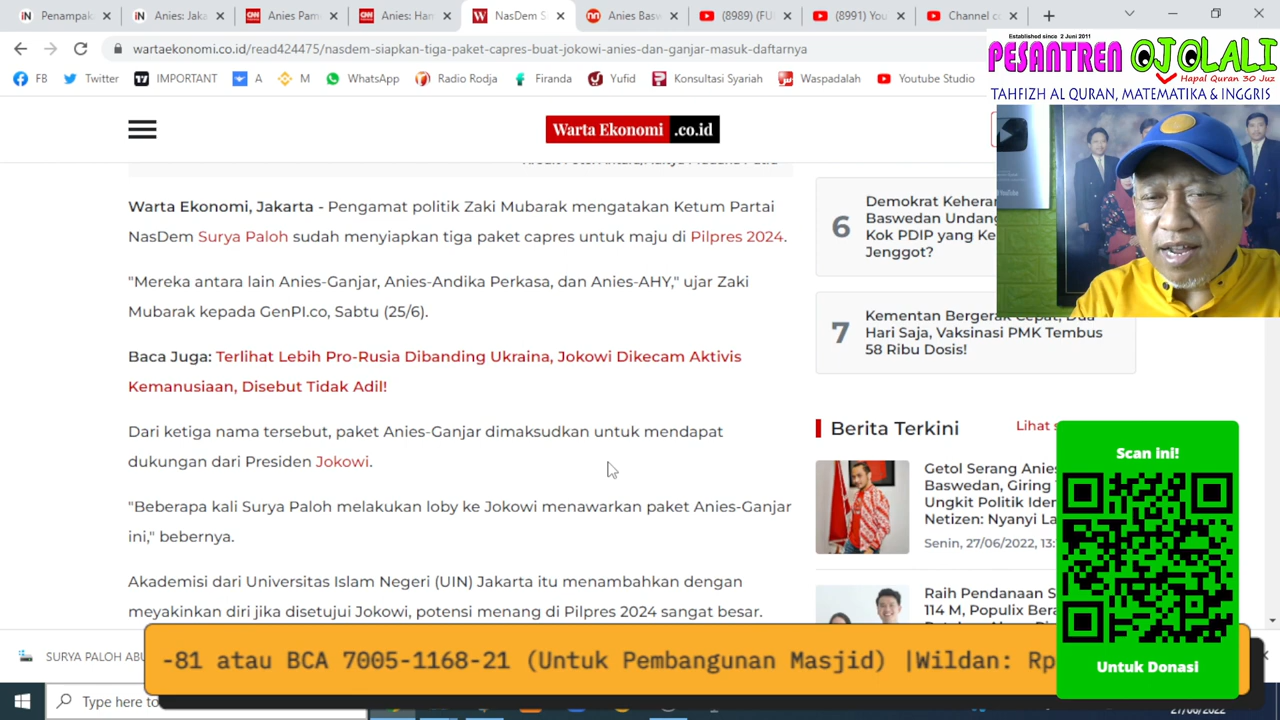 Pampak
Anies: Jaka
Anies Pam
Anies: Har
NasDem S
Anies Basw
(8989) (FU
(8991) You
Channel c
wartaekonomi.co.id/read424475/nasdem-siapkan-tiga-paket-capres-buat-jokowi-anies-dan-ganjar-masuk-daftarnya
FB
Twitter
IMPORTANT
A
M
WhatsApp
Radio Rodja
Firanda
Yufid
Konsultasi Syariah
Waspadalah
Youtube Studio
Established since 2 Juni 2011
PESANTREN OJOLALI
Hapal Quran 30 Juz
TAHFIZH AL QURAN, MATEMATIKA & INGGRIS
Warta Ekonomi .co.id
Warta Ekonomi, Jakarta - Pengamat politik Zaki Mubarak mengatakan Ketum Partai
NasDem Surya Paloh sudah menyiapkan tiga paket capres untuk maju di Pilpres 2024.
"Mereka antara lain Anies-Ganjar, Anies-Andika Perkasa, dan Anies-AHY," ujar Zaki
Mubarak kepada GenPI.co, Sabtu (25/6).
Baca Juga: Terlihat Lebih Pro-Rusia Dibanding Ukraina, Jokowi Dikecam Aktivis
Kemanusiaan, Disebut Tidak Adil!
Dari ketiga nama tersebut, paket Anies-Ganjar dimaksudkan untuk mendapat
dukungan dari Presiden Jokowi.
"Beberapa kali Surya Paloh melakukan loby ke Jokowi menawarkan paket Anies-Ganjar
ini," bebernya.
Akademisi dari Universitas Islam Negeri (UIN) Jakarta itu menambahkan dengan
meyakinkan diri jika disetujui Jokowi, potensi menang di Pilpres 2024 sangat besar.
6
Demokrat Keheran
Baswedan Undang
Kok PDIP yang Ke
Jenggot?
7
Kementan Bergerak Cepat, Dua
Hari Saja, Vaksinasi PMK Tembus
58 Ribu Dosis!
Berita Terkini
Lihat s
Getol Serang Anies
Baswedan, Giring
Ungkit Politik Iden
Netizen: Nyanyi La
Senin, 27/06/2022, 13:
Raih Pendanaan S
114 M, Populix Bera
Scan ini!
Untuk Donasi
SURYA PALOH ABU
-81 atau BCA 7005-1168-21 (Untuk Pembangunan Masjid) |Wildan: Rp
Type here to
27/06/2022